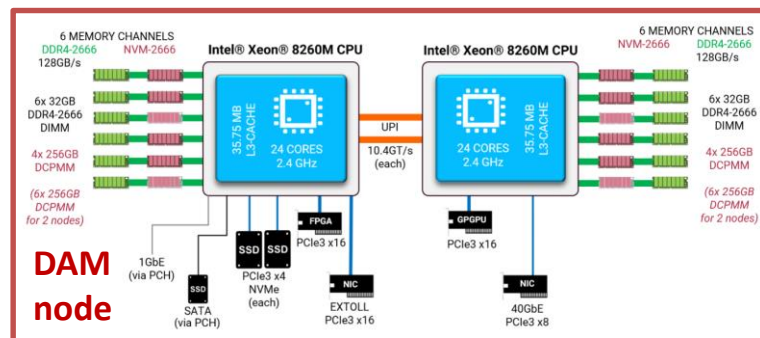 6 MEMORY CHANNELS
DDR4-2666 NVM-2666
128GB/s
6x 32GB
DDR4-2666
DIMM
4x 256GB
DCPMM
(6x 256GB
DCPMM
for 2 nodes)
Intel® Xeon® 8260M CPU
35.75 MB
L3-CACHE
24 CORES
2.4 GHz
UPI
10.4GT/s
(each)
Intel® Xeon® 8260M CPU
35.75 MB
L3-CACHE
24 CORES
2.4 GHz
6 MEMORY CHANNELS
NVM-2666 DDR4-2666
128GB/s
6x 32GB
DDR4-2666
DIMM
4x 256GB
DCPMM
(6x 256GB
DCPMM
for 2 nodes)
DAM
node
1GbE
(via PCH)
SSD
SATA
(via PCH)
SSD
SSD
PCIe3 x4
NVMe
(each)
FPGA
PCIe3 x16
NIC
EXTOLL
PCIe3 x16
GPGPU
PCIe3 x16
NIC
40GbE
PCIe3 x8